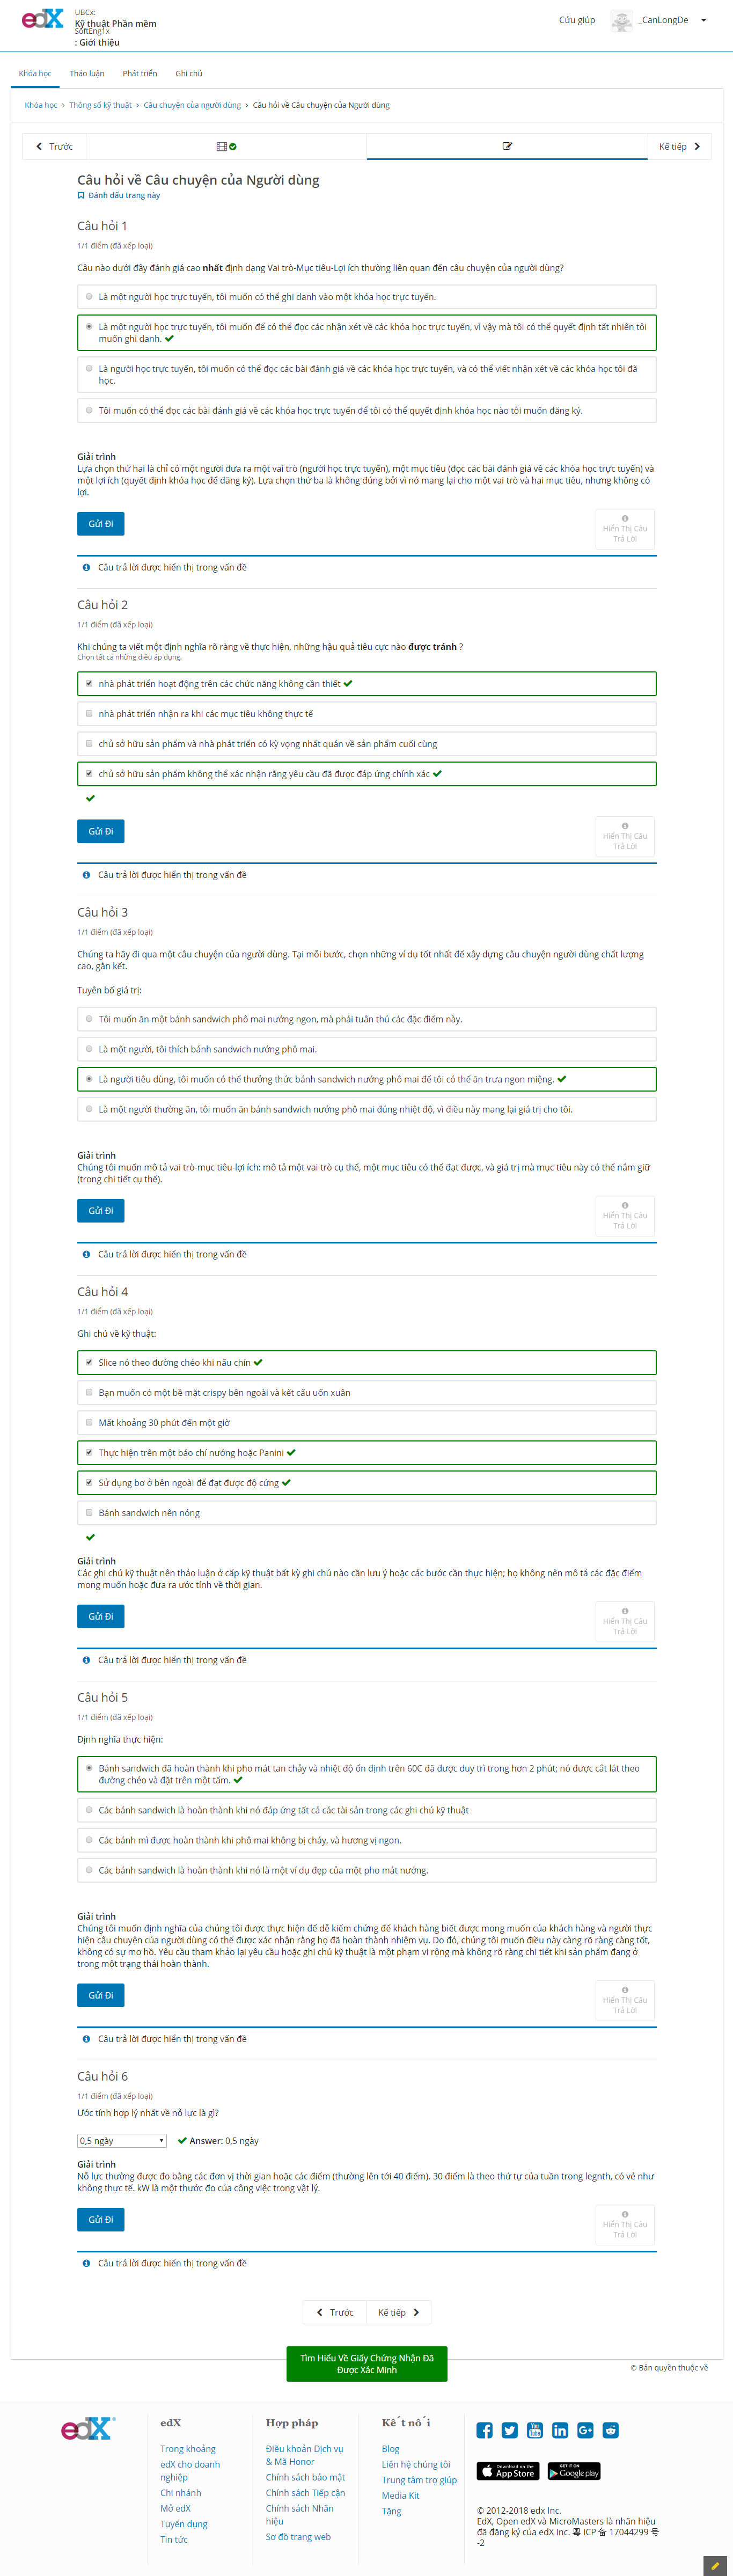 edX
UBCx:
Kỹ thuật Phần mềm
SoftEng1x
: Giới thiệu
Cứu giúp
_CanLongDe
Khóa học
Thảo luận
Phát triển
Ghi chú
Khóa học > Thông số kỹ thuật > Câu chuyện của người dùng > Câu hỏi về Câu chuyện của Người dùng
Trước
Kế tiếp
Câu hỏi về Câu chuyện của Người dùng
Đánh dấu trang này
Câu hỏi 1
1/1 điểm (đã xếp loại)
Câu nào dưới đây đánh giá cao nhất định dạng Vai trò-Mục tiêu-Lợi ích thường liên quan đến câu chuyện của người dùng?
Là một người học trực tuyến, tôi muốn có thể ghi danh vào một khóa học trực tuyến.
Là một người học trực tuyến, tôi muốn để có thể đọc các nhận xét về các khóa học trực tuyến, vì vậy mà tôi có thể quyết định tất nhiên tôi
muốn ghi danh.
Là người học trực tuyến, tôi muốn có thể đọc các bài đánh giá về các khóa học trực tuyến, và có thể viết nhận xét về các khóa học tôi đã
học.
Tôi muốn có thể đọc các bài đánh giá về các khóa học trực tuyến để tôi có thể quyết định khóa học nào tôi muốn đăng ký.
Giải trình
Lựa chọn thứ hai là chỉ có một người đưa ra một vai trò (người học trực tuyến), một mục tiêu (đọc các bài đánh giá về các khóa học trực tuyến) và
một lợi ích (quyết định khóa học để đăng ký). Lựa chọn thứ ba là không đúng bởi vì nó mang lại cho một vai trò và hai mục tiêu, nhưng không có
lợi.
Gửi Đi
Hiển Thị Câu
Trả Lời
Câu trả lời được hiển thị trong vấn đề
Câu hỏi 2
1/1 điểm (đã xếp loại)
Khi chúng ta viết một định nghĩa rõ ràng về thực hiện, những hậu quả tiêu cực nào được tránh ?
Chọn tất cả những điều áp dụng.
nhà phát triển hoạt động trên các chức năng không cần thiết
nhà phát triển nhận ra khi các mục tiêu không thực tế
chủ sở hữu sản phẩm và nhà phát triển có kỳ vọng nhất quán về sản phẩm cuối cùng
chủ sở hữu sản phẩm không thể xác nhận rằng yêu cầu đã được đáp ứng chính xác
Gửi Đi
Hiển Thị Câu
Trả Lời
Câu trả lời được hiển thị trong vấn đề
Câu hỏi 3
1/1 điểm (đã xếp loại)
Chúng ta hãy đi qua một câu chuyện của người dùng. Tại mỗi bước, chọn những ví dụ tốt nhất để xây dựng câu chuyện người dùng chất lượng
cao, gắn kết.
Tuyên bố giá trị:
Tôi muốn ăn một bánh sandwich phô mai nướng ngon, mà phải tuân thủ các đặc điểm này.
Là một người, tôi thích bánh sandwich nướng phô mai.
Là người tiêu dùng, tôi muốn có thể thưởng thức bánh sandwich nướng phô mai để tôi có thể ăn trưa ngon miệng.
Là một người thường ăn, tôi muốn ăn bánh sandwich nướng phô mai đúng nhiệt độ, vì điều này mang lại giá trị cho tôi.
Giải trình
Chúng tôi muốn mô tả vai trò-mục tiêu-lợi ích: mô tả một vai trò cụ thể, một mục tiêu có thể đạt được, và giá trị mà mục tiêu này có thể nắm giữ
(trong chi tiết cụ thể).
Gửi Đi
Hiển Thị Câu
Trả Lời
Câu trả lời được hiển thị trong vấn đề
Câu hỏi 4
1/1 điểm (đã xếp loại)
Ghi chú về kỹ thuật:
Slice nó theo đường chéo khi nấu chín
Bạn muốn có một bề mặt crispy bên ngoài và kết cấu uốn xuân
Mất khoảng 30 phút đến một giờ
Thực hiện trên một báo chí nướng hoặc Panini
Sử dụng bơ ở bên ngoài để đạt được độ cứng
Bánh sandwich nên nóng
Giải trình
Các ghi chú kỹ thuật nên thảo luận ở cấp kỹ thuật bất kỳ ghi chú nào cần lưu ý hoặc các bước cần thực hiện; họ không nên mô tả các đặc điểm
mong muốn hoặc đưa ra ước tính về thời gian.
Gửi Đi
Hiển Thị Câu
Trả Lời
Câu trả lời được hiển thị trong vấn đề
Câu hỏi 5
1/1 điểm (đã xếp loại)
Định nghĩa thực hiện:
Bánh sandwich đã hoàn thành khi pho mát tan chảy và nhiệt độ ổn định trên 60C đã được duy trì trong hơn 2 phút; nó được cắt lát theo
đường chéo và đặt trên một tấm.
Các bánh sandwich là hoàn thành khi nó đáp ứng tất cả các tài sản trong các ghi chú kỹ thuật
Các bánh mì được hoàn thành khi phô mai không bị cháy, và hương vị ngon.
Các bánh sandwich là hoàn thành khi nó là một ví dụ đẹp của một pho mát nướng.
Giải trình
Chúng tôi muốn định nghĩa của chúng tôi được thực hiện để dễ kiểm chứng để khách hàng biết được mong muốn của khách hàng và người thực
hiện câu chuyện của người dùng có thể được xác nhận rằng họ đã hoàn thành nhiệm vụ. Do đó, chúng tôi muốn điều này càng rõ ràng càng tốt,
không có sự mơ hồ. Yêu cầu tham khảo lại yêu cầu hoặc ghi chú kỹ thuật là một phạm vi rộng mà không rõ ràng chi tiết khi sản phẩm đang ở
trong một trạng thái hoàn thành.
Gửi Đi
Hiển Thị Câu
Trả Lời
Câu trả lời được hiển thị trong vấn đề
Câu hỏi 6
1/1 điểm (đã xếp loại)
Ước tính hợp lý nhất về nỗ lực là gì?
0,5 ngày
Answer: 0,5 ngày
Giải trình
Nỗ lực thường được đo bằng các đơn vị thời gian hoặc các điểm (thường lên tới 40 điểm). 30 điểm là theo thứ tự của tuần trong legnth, có vẻ như
không thực tế. kW là một thước đo của công việc trong vật lý.
Gửi Đi
Hiển Thị Câu
Trả Lời
Câu trả lời được hiển thị trong vấn đề
Trước
Kế tiếp
Tìm Hiểu Về Giấy Chứng Nhận Đã
Được Xác Minh
© Bản quyền thuộc về
edX
edX
Trong khoảng
edX cho doanh
nghiệp
Chi nhánh
Mở edX
Tuyển dụng
Tin tức
Hợp pháp
Điều khoản Dịch vụ
& Mã Honor
Chính sách bảo mật
Chính sách Tiếp cận
Chính sách Nhãn
hiệu
Sơ đồ trang web
Kết nối
Blog
Liên hệ chúng tôi
Trung tâm trợ giúp
Media Kit
Tặng
Download on the
App Store
GET IT ON
Google play
© 2012-2018 edx Inc.
EdX, Open edX và MicroMasters là nhãn hiệu
đã đăng ký của edX Inc. 粤 ICP 备 17044299 号
-2